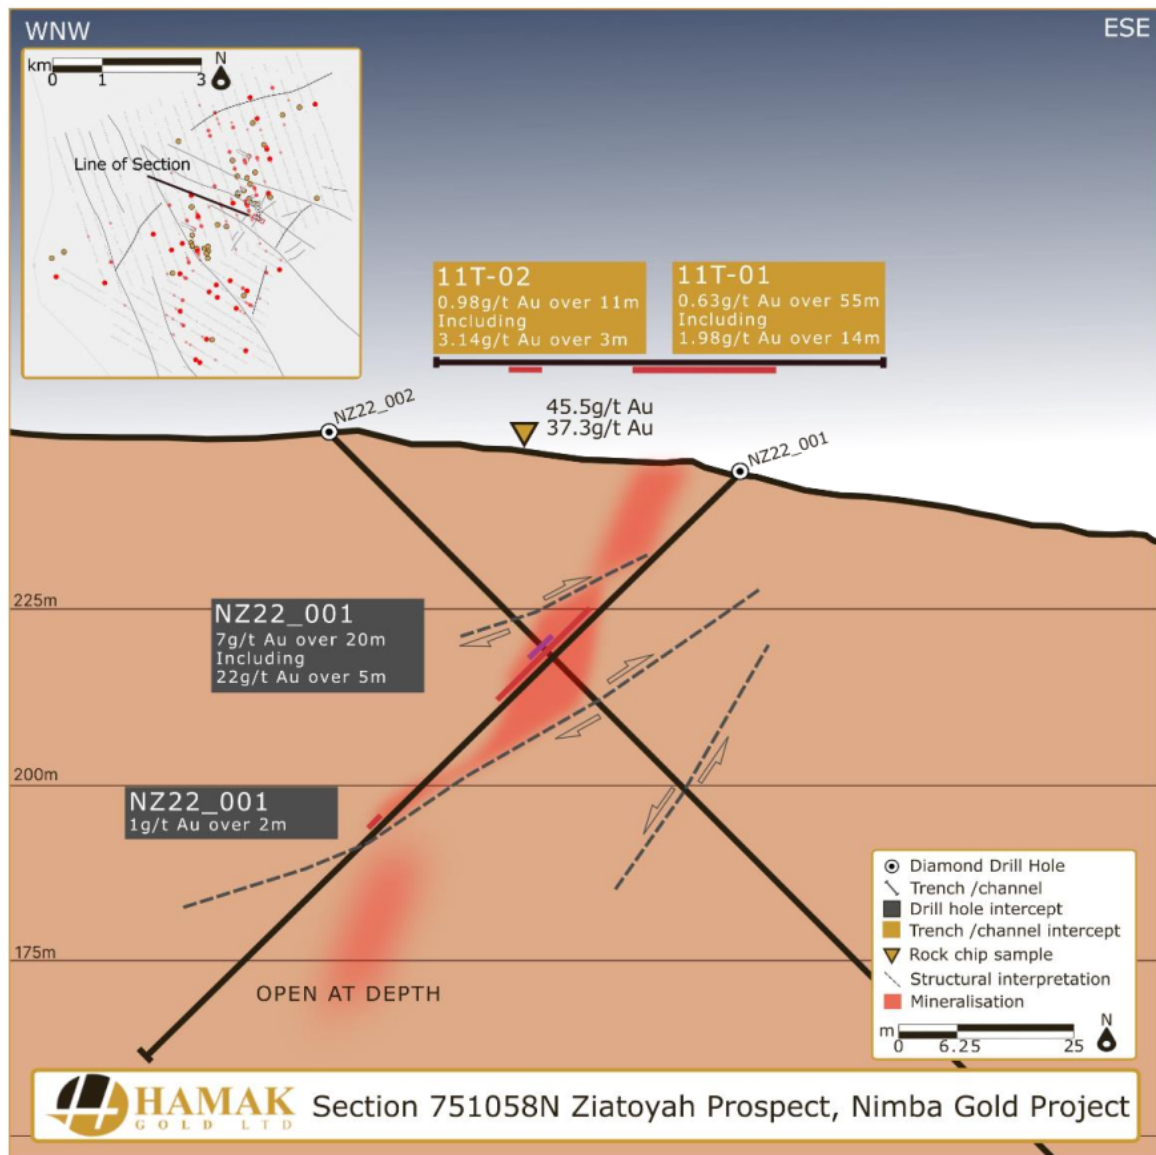 WNW
ESE
km
0 1 3
N
Line of Section
11T-02
0.98g/t Au over 11m
Including
3.14g/t Au over 3m
11T-01
0.63g/t Au over 55m
Including
1.98g/t Au over 14m
NZ22_002
45.5g/t Au
37.3g/t Au
NZ22_001
225m
NZ22_001
7g/t Au over 20m
Including
22g/t Au over 5m
200m
NZ22_001
1g/t Au over 2m
175m
OPEN AT DEPTH
Diamond Drill Hole
Trench /channel
Drill hole intercept
Trench /channel intercept
Rock chip sample
Structural interpretation
Mineralisation
m
0 6.25 25
N
HAMAK
GOLD LTD
Section 751058N Ziatoyah Prospect, Nimba Gold Project